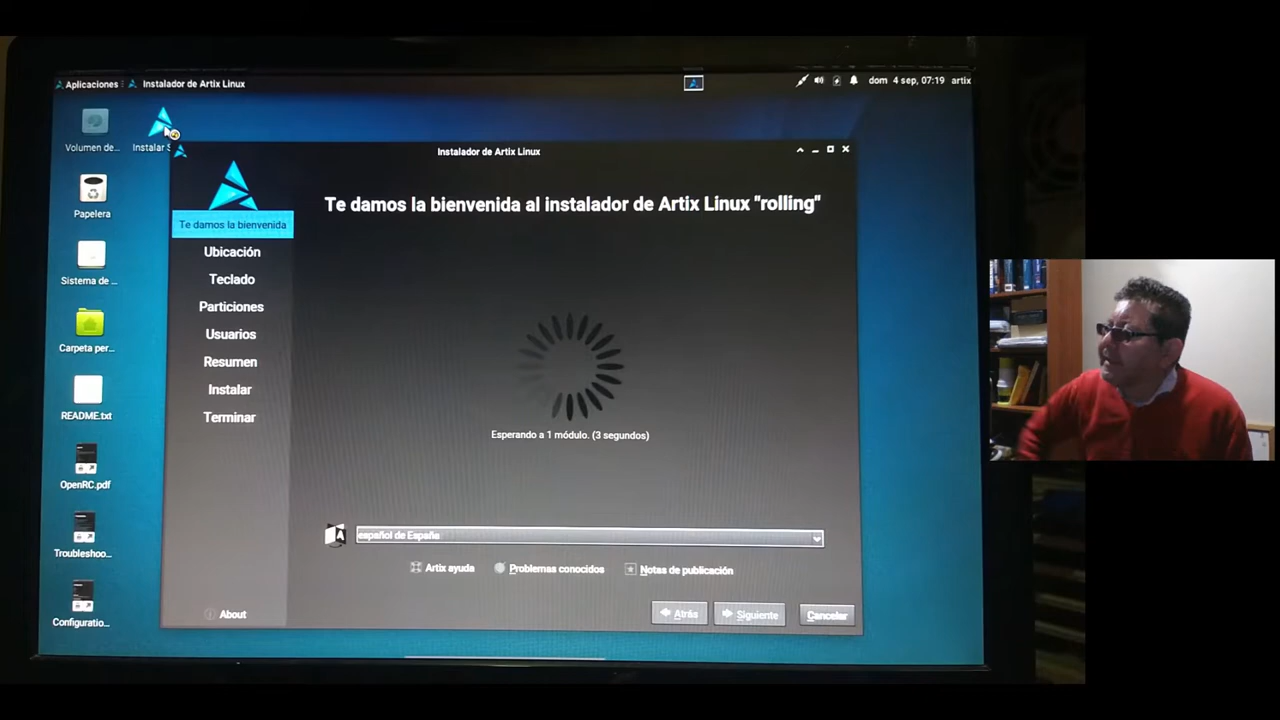 Aplicaciones
Instalador de Artix Linux
dom 4 sep, 07:19
artix
Volumen de...
Instalar
Papelera
Sistema de ...
Carpeta per...
README.txt
OpenRC.pdf
Troubleshoo...
Configuratio...
Instalador de Artix Linux
Te damos la bienvenida
Ubicación
Teclado
Particiones
Usuarios
Resumen
Instalar
Terminar
About
Te damos la bienvenida al instalador de Artix Linux "rolling"
Esperando a 1 módulo. (3 segundos)
español de España
Artix ayuda
Problemas conocidos
Notas de publicación
Atrás
Siguiente
Cancelar